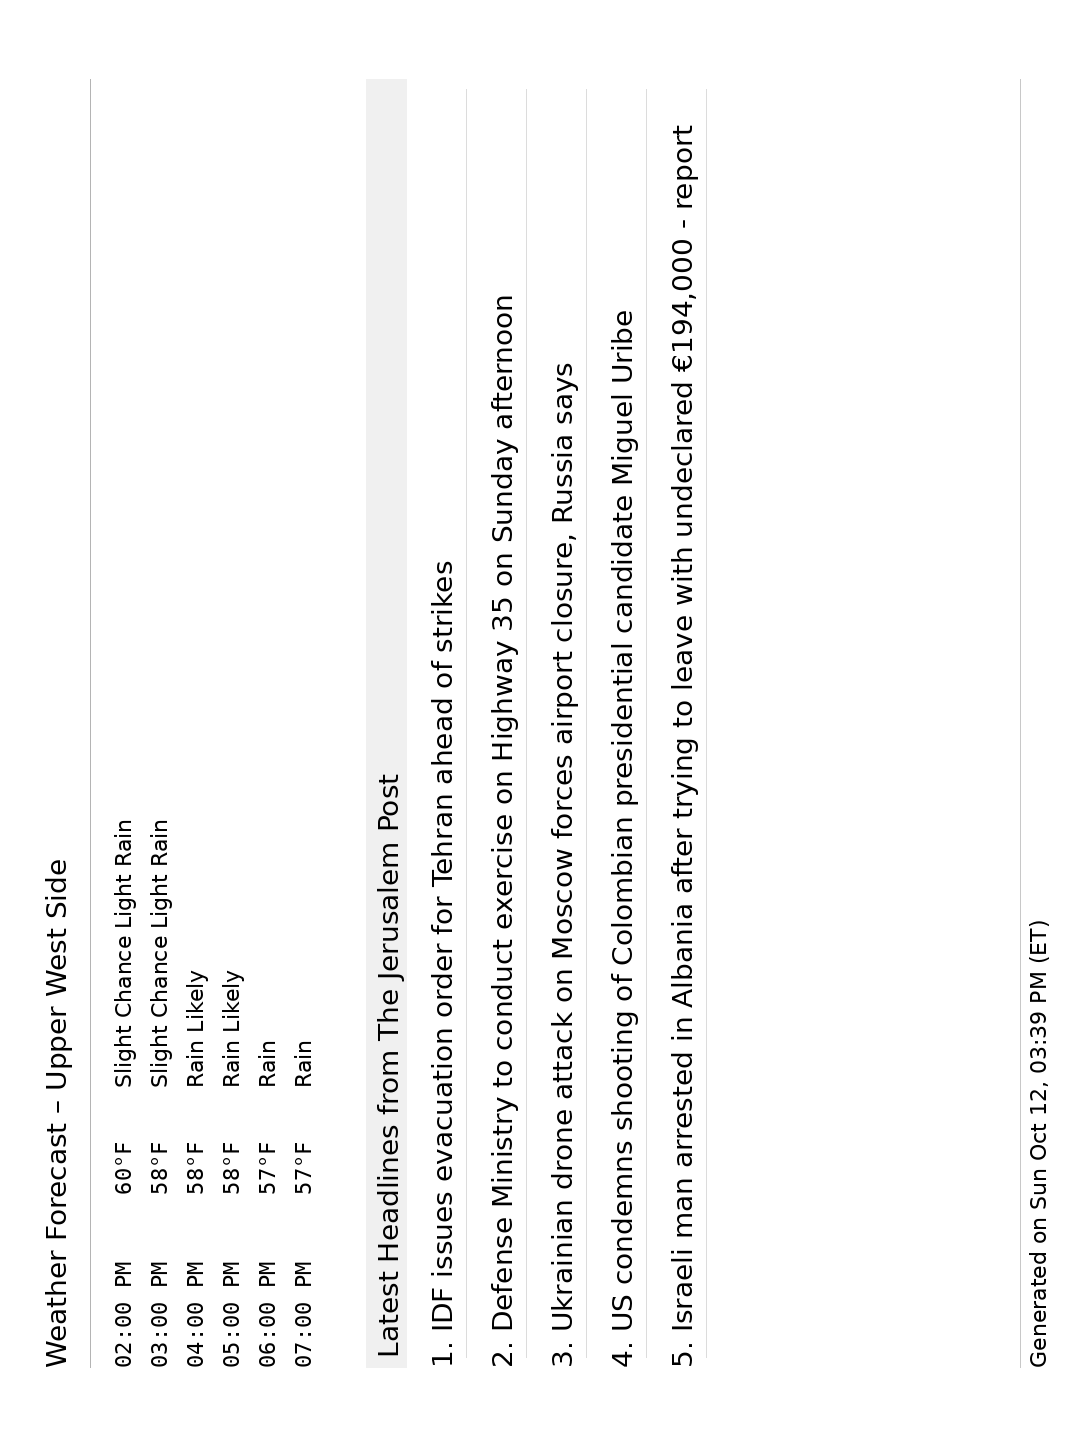 Weather Forecast – Upper West Side
02:00 PM 60°F Slight Chance Light Rain
03:00 PM 58°F Slight Chance Light Rain
04:00 PM 58°F Rain Likely
05:00 PM 58°F Rain Likely
06:00 PM 57°F Rain
07:00 PM 57°F Rain
Latest Headlines from The Jerusalem Post
1. IDF issues evacuation order for Tehran ahead of strikes
2. Defense Ministry to conduct exercise on Highway 35 on Sunday afternoon
3. Ukrainian drone attack on Moscow forces airport closure, Russia says
4. US condemns shooting of Colombian presidential candidate Miguel Uribe
5. Israeli man arrested in Albania after trying to leave with undeclared €194,000 - report
Generated on Sun Oct 12, 03:39 PM (ET)